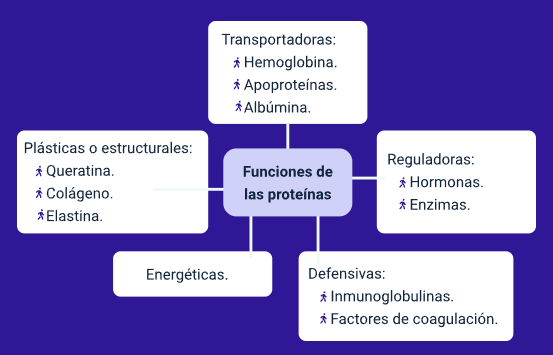 Transportadoras:
Hemoglobina.
Apoproteínas.
Albúmina.
Plásticas o estructurales:
Queratina.
Colágeno.
Elastina.
Funciones de
las proteínas
Reguladoras:
Hormonas.
Enzimas.
Energéticas.
Defensivas:
Inmunoglobulinas.
Factores de coagulación.